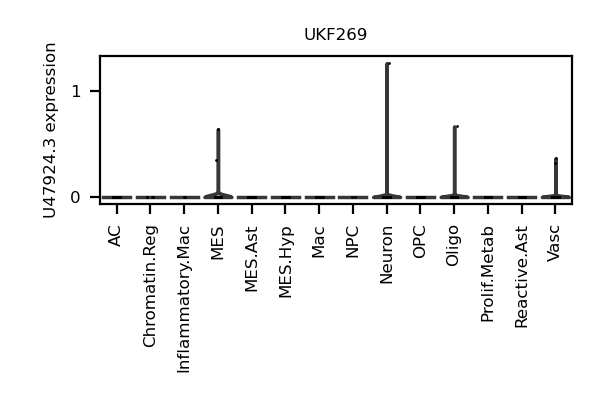 UKF269
U47924.3 expression
1
0
AC
Chromatin.Reg
Inflammatory.Mac
MES
MES.Ast
MES.Hyp
Mac
NPC
Neuron
OPC
Oligo
Prolif.Metab
Reactive.Ast
Vasc